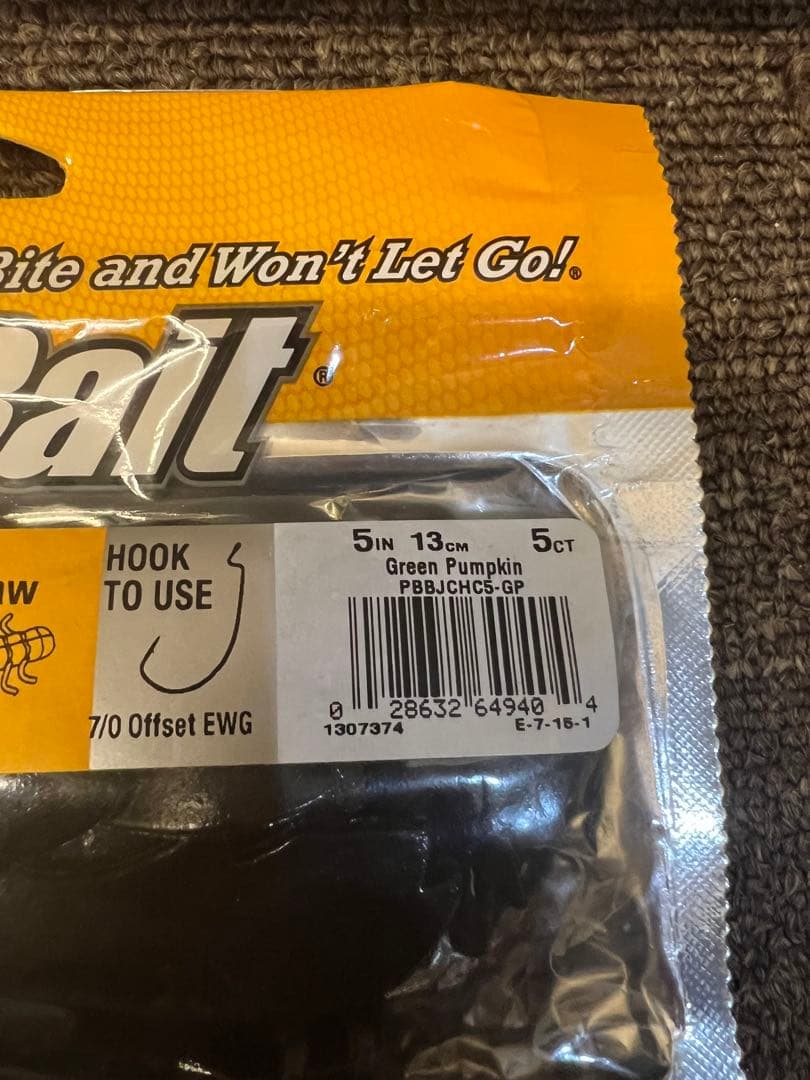 Bite and Won't Let Go!®
Bait®
HOOK
TO USE
7/0 Offset EWG
5IN 13CM 5CT
Green Pumpkin
PBBJCHC5-GP
0 28632 64940 4
1307374 E-7-15-1